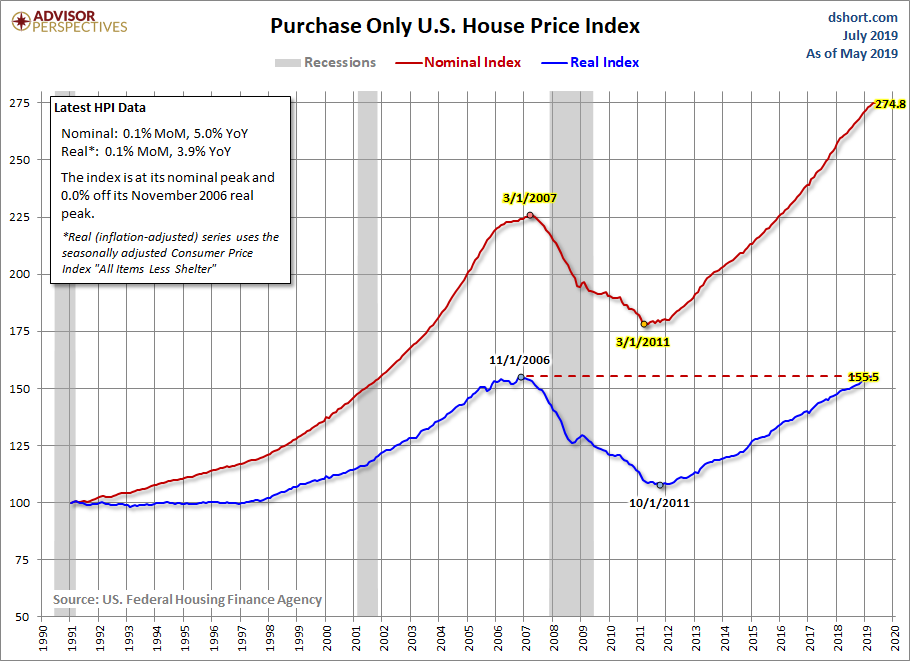 ADVISOR
PERSPECTIVES
Purchase Only U.S. House Price Index
dshort.com
July 2019
As of May 2019
Recessions
Nominal Index
Real Index
Latest HPI Data
Nominal: 0.1% MoM, 5.0% YoY
Real*: 0.1% MoM, 3.9% YoY
The index is at its nominal peak and
0.0% off its November 2006 real
peak.
*Real (inflation-adjusted) series uses the
seasonally adjusted Consumer Price
Index "All Items Less Shelter"
275
250
225
200
175
150
125
100
75
50
274.8
3/1/2007
3/1/2011
11/1/2006
155.5
10/1/2011
Source: US. Federal Housing Finance Agency
1990
1991
1992
1993
1994
1995
1996
1997
1998
1999
2000
2001
2002
2003
2004
2005
2006
2007
2008
2009
2010
2011
2012
2013
2014
2015
2016
2017
2018
2019
2020